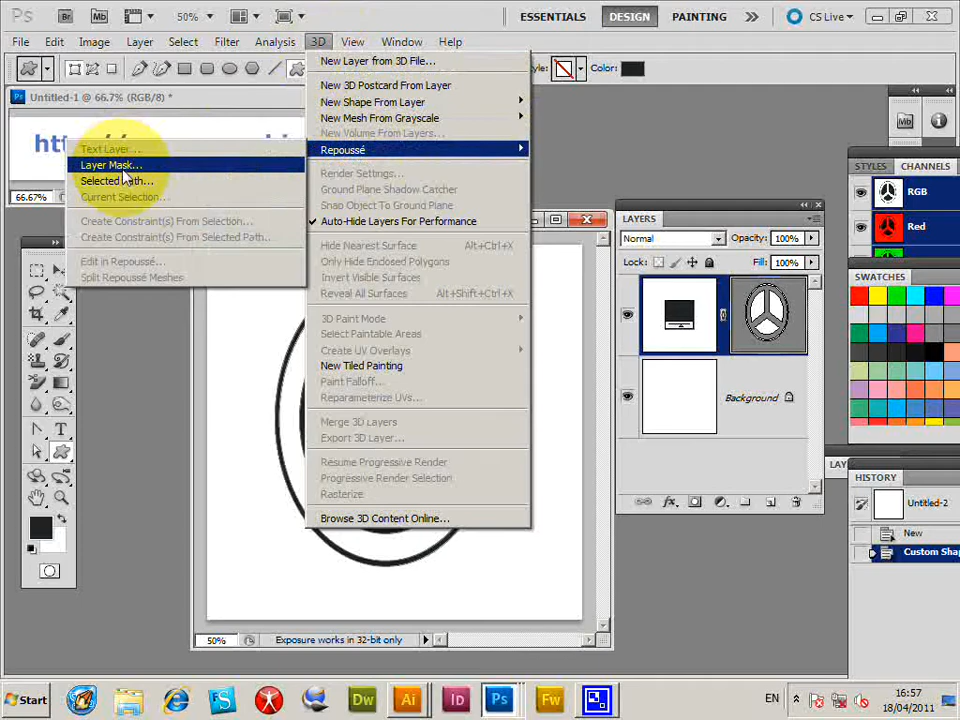 Ps
Br
Mb
50%
ESSENTIALS
DESIGN
PAINTING
CS Live
File
Edit
Image
Layer
Select
Filter
Analysis
3D
View
Window
Help
Color:
Untitled-1 @ 66.7% (RGB/8) *
66.67%
New Layer from 3D File...
New 3D Postcard From Layer
New Shape From Layer
New Mesh From Grayscale
New Volume From Layers...
Repoussé
Render Settings...
Ground Plane Shadow Catcher
Snap Object To Ground Plane
Auto-Hide Layers For Performance
Hide Nearest Surface Alt+Ctrl+X
Only Hide Enclosed Polygons
Invert Visible Surfaces
Reveal All Surfaces Alt+Shift+Ctrl+X
3D Paint Mode
Select Paintable Areas
Create UV Overlays
New Tiled Painting
Paint Falloff...
Reparameterize UVs...
Merge 3D Layers
Export 3D Layer...
Resume Progressive Render
Progressive Render Selection
Rasterize
Browse 3D Content Online...
Text Layer...
Layer Mask...
Current Selection...
Create Constraint(s) From Selection...
Create Constraint(s) From Selected Path...
Edit in Repoussé...
Split Repoussé Meshes
50%
Exposure works in 32-bit only
LAYERS
Normal
Opacity: 100%
Lock:
Fill: 100%
Background
Mb
STYLES
CHANNELS
RGB
Red
SWATCHES
HISTORY
Untitled-2
New
Start
Dw
Ai
Id
Ps
Fw
EN
16:57
18/04/2011